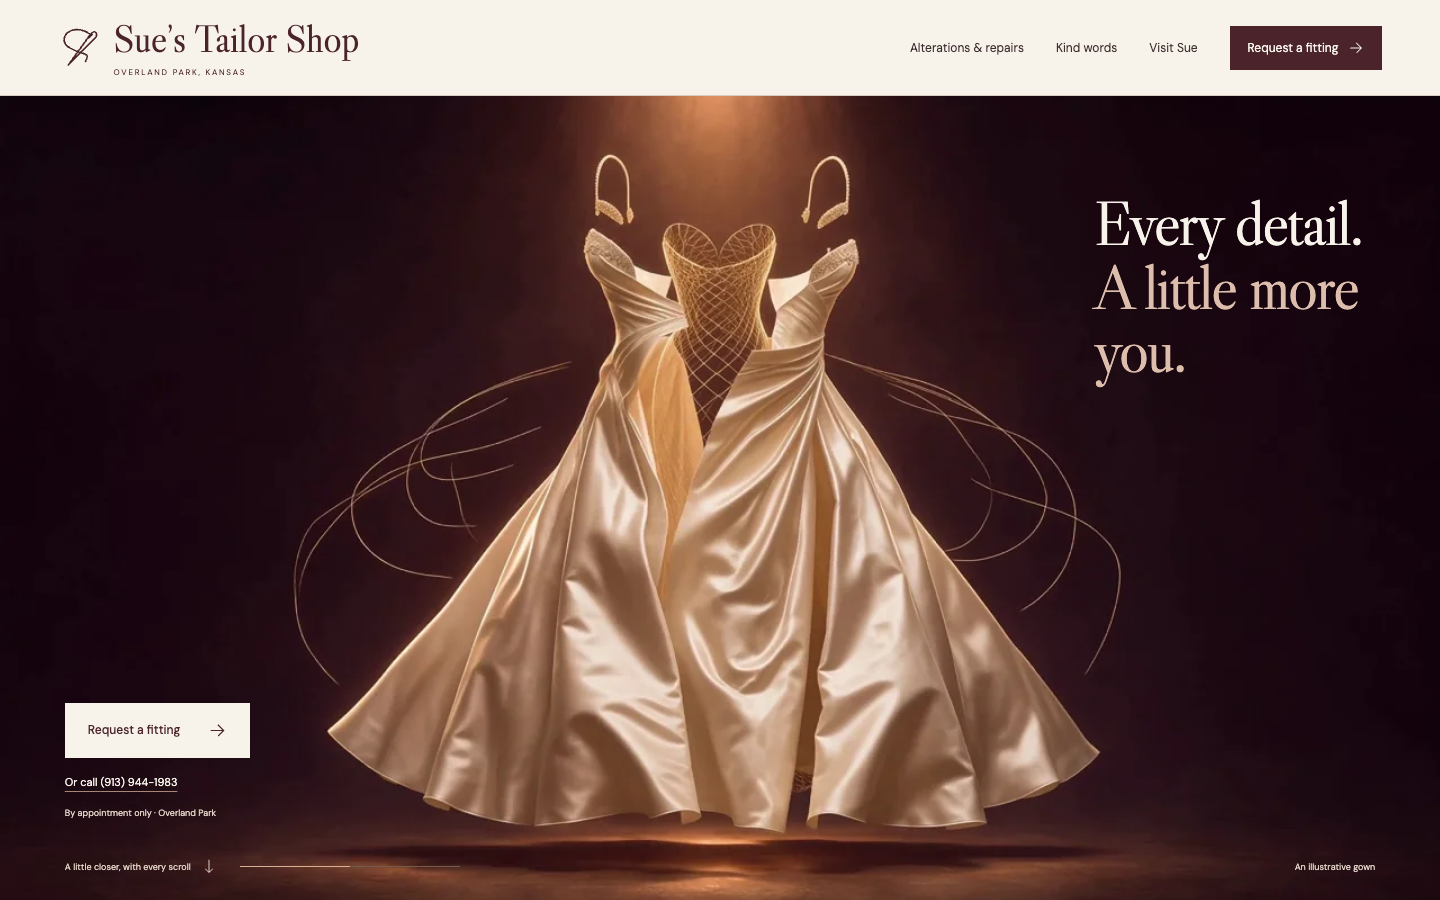 Sue's Tailor Shop
OVERLAND PARK, KANSAS
Alterations & repairs
Kind words
Visit Sue
Request a fitting
Every detail.
A little more
you.
Request a fitting
Or call (913) 944-1983
By appointment only · Overland Park
A little closer, with every scroll
An illustrative gown